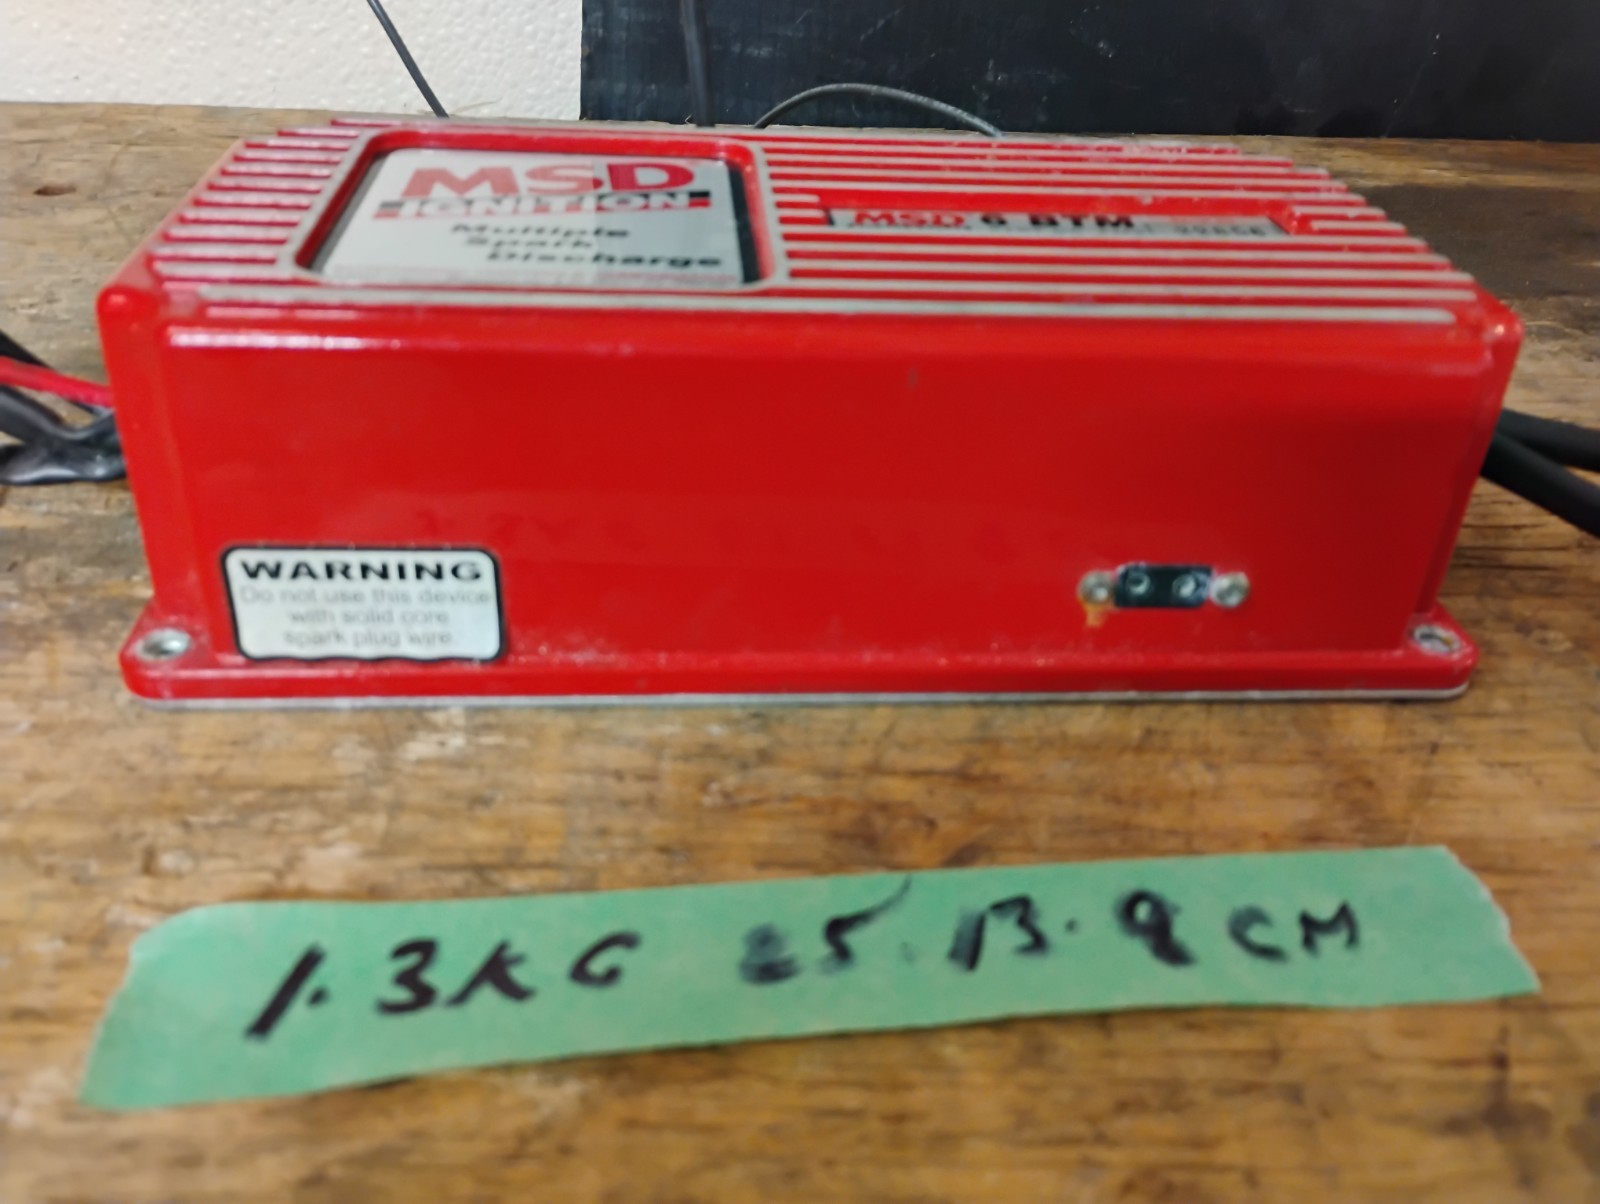 MSD
IGNITION
Multiple
Spark
Discharge
MSD 6 BTM
WARNING
Do not use this device
with solid core
spark plug wire.
1.3KG 25.13.9CM